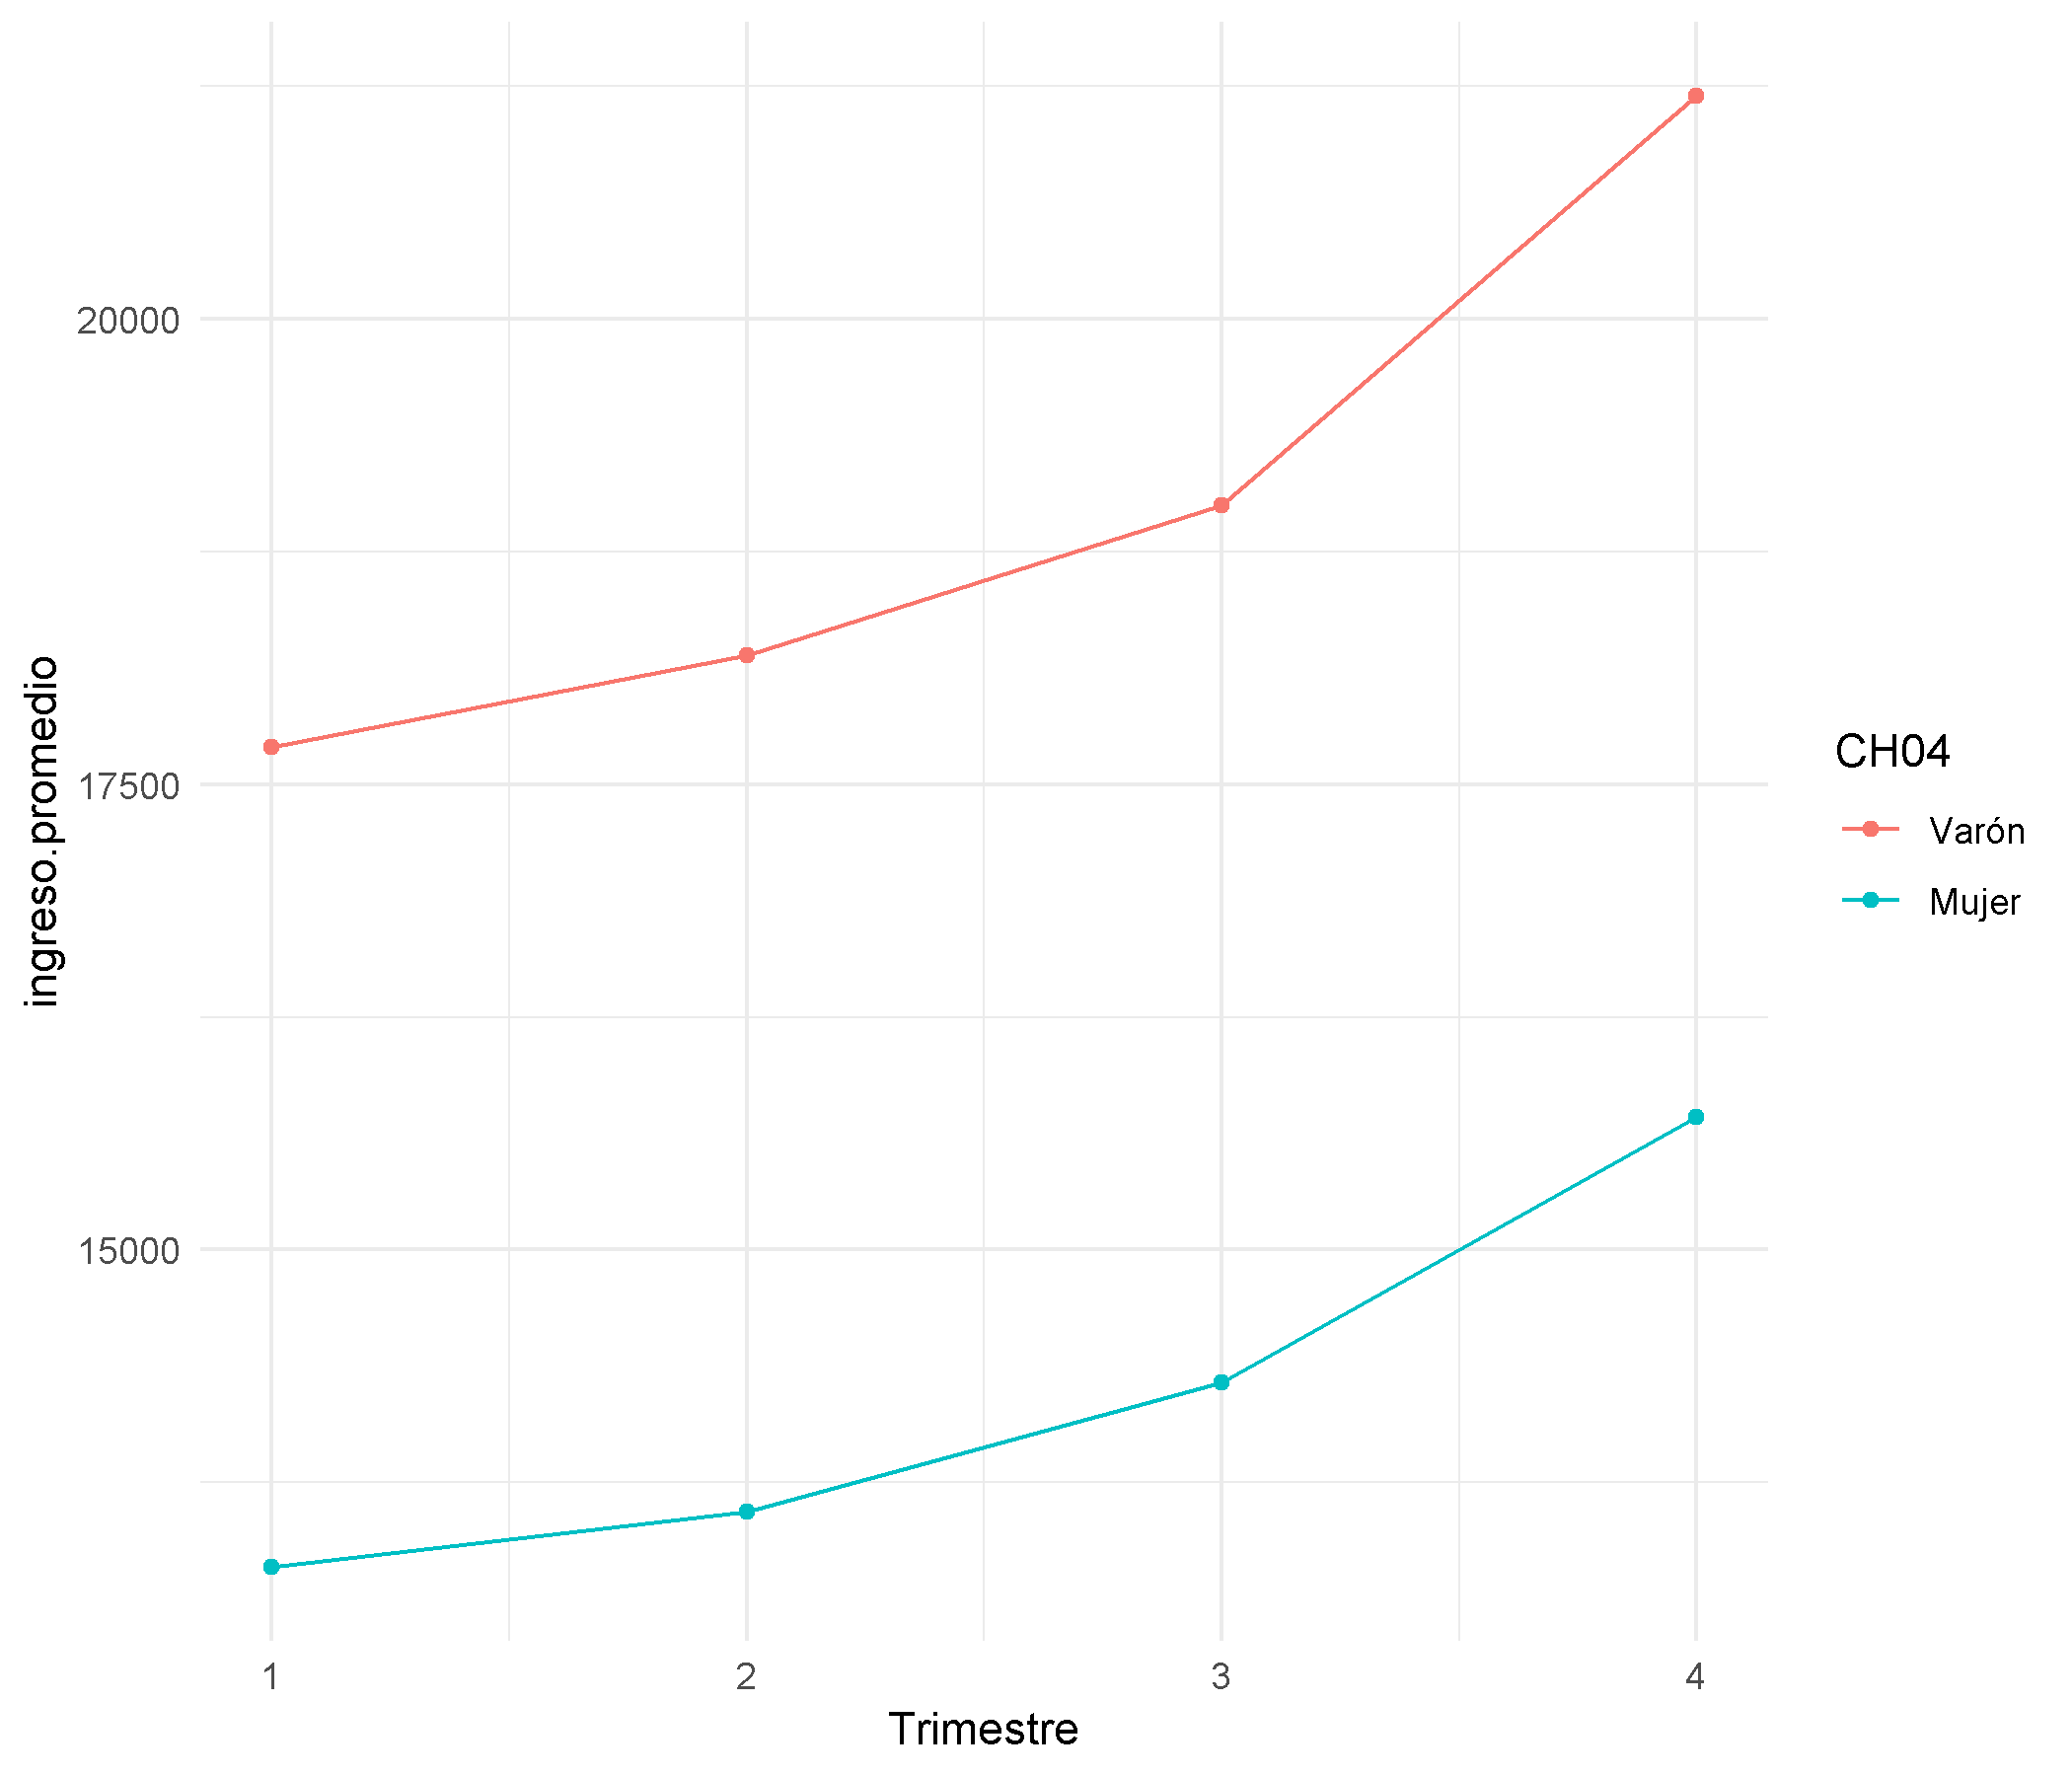 20000
17500
15000
ingreso.promedio
1 2 3 4
Trimestre
CH04
Varón
Mujer